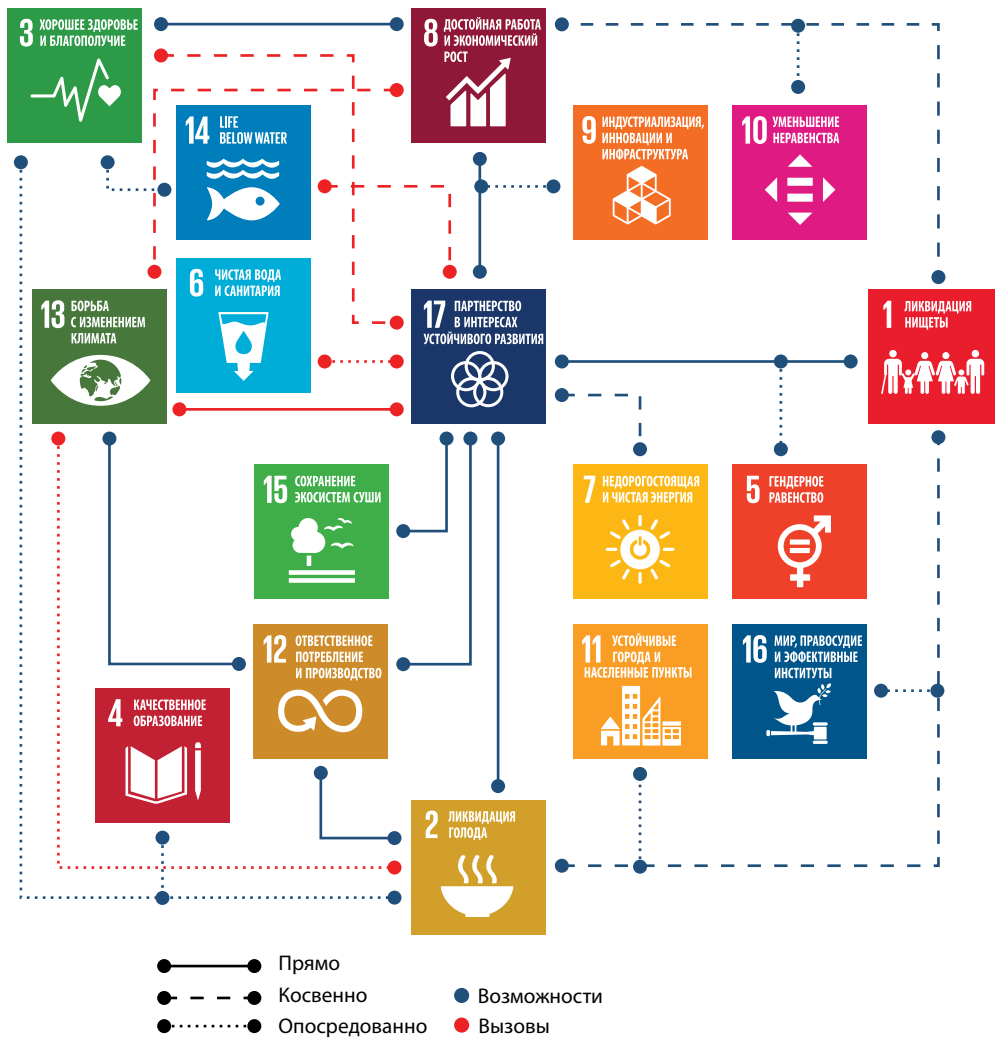 3 ХОРОШЕЕ ЗДОРОВЬЕ
И БЛАГОПОЛУЧИЕ
8 ДОСТОЙНАЯ РАБОТА
И ЭКОНОМИЧЕСКИЙ
РОСТ
14 LIFE
BELOW WATER
9 ИНДУСТРИАЛИЗАЦИЯ,
ИННОВАЦИИ И
ИНФРАСТРУКТУРА
10 УМЕНЬШЕНИЕ
НЕРАВЕНСТВА
6 ЧИСТАЯ ВОДА
И САНИТАРИЯ
13 БОРЬБА
С ИЗМЕНЕНИЕМ
КЛИМАТА
17 ПАРТНЕРСТВО
В ИНТЕРЕСАХ
УСТОЙЧИВОГО РАЗВИТИЯ
1 ЛИКВИДАЦИЯ
НИЩЕТЫ
15 СОХРАНЕНИЕ
ЭКОСИСТЕМ СУШИ
7 НЕДОРОГОСТОЯЩАЯ
И ЧИСТАЯ ЭНЕРГИЯ
5 ГЕНДЕРНОЕ
РАВЕНСТВО
12 ОТВЕТСТВЕННОЕ
ПОТРЕБЛЕНИЕ
И ПРОИЗВОДСТВО
11 УСТОЙЧИВЫЕ
ГОРОДА И
НАСЕЛЕННЫЕ ПУНКТЫ
16 МИР, ПРАВОСУДИЕ
И ЭФФЕКТИВНЫЕ
ИНСТИТУТЫ
4 КАЧЕСТВЕННОЕ
ОБРАЗОВАНИЕ
2 ЛИКВИДАЦИЯ
ГОЛОДА
Прямо
Косвенно
Опосредованно
Возможности
Вызовы